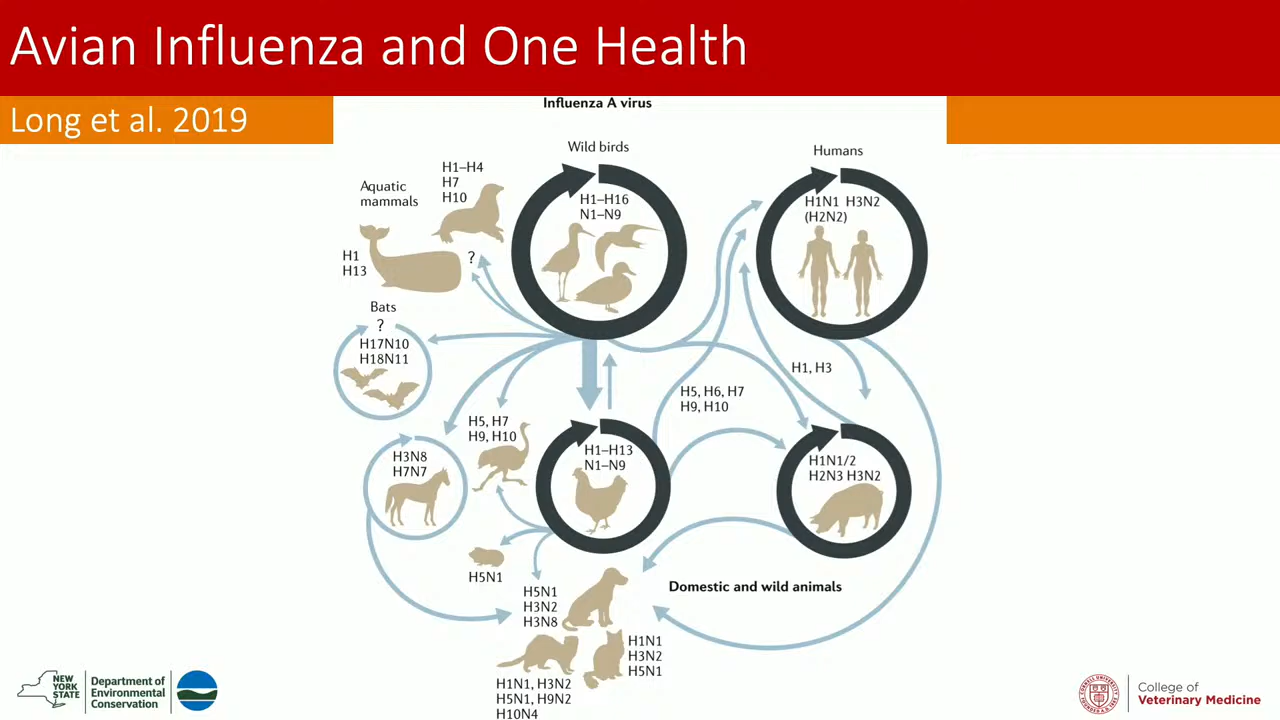 Avian Influenza and One Health
Long et al. 2019
Influenza A virus
Wild birds
Humans
H1–H4
H7
H10
Aquatic
mammals
H1–H16
N1–N9
H1N1 H3N2
(H2N2)
H1
H13
?
Bats
?
H17N10
H18N11
H1, H3
H5, H6, H7
H9, H10
H5, H7
H9, H10
H1–H13
N1–N9
H3N8
H7N7
H1N1/2
H2N3 H3N2
H5N1
Domestic and wild animals
H5N1
H3N2
H3N8
H1N1
H3N2
H5N1
H1N1, H3N2
H5N1, H9N2
H10N4
NEW
YORK
STATE
Department of
Environmental
Conservation
College of
Veterinary Medicine